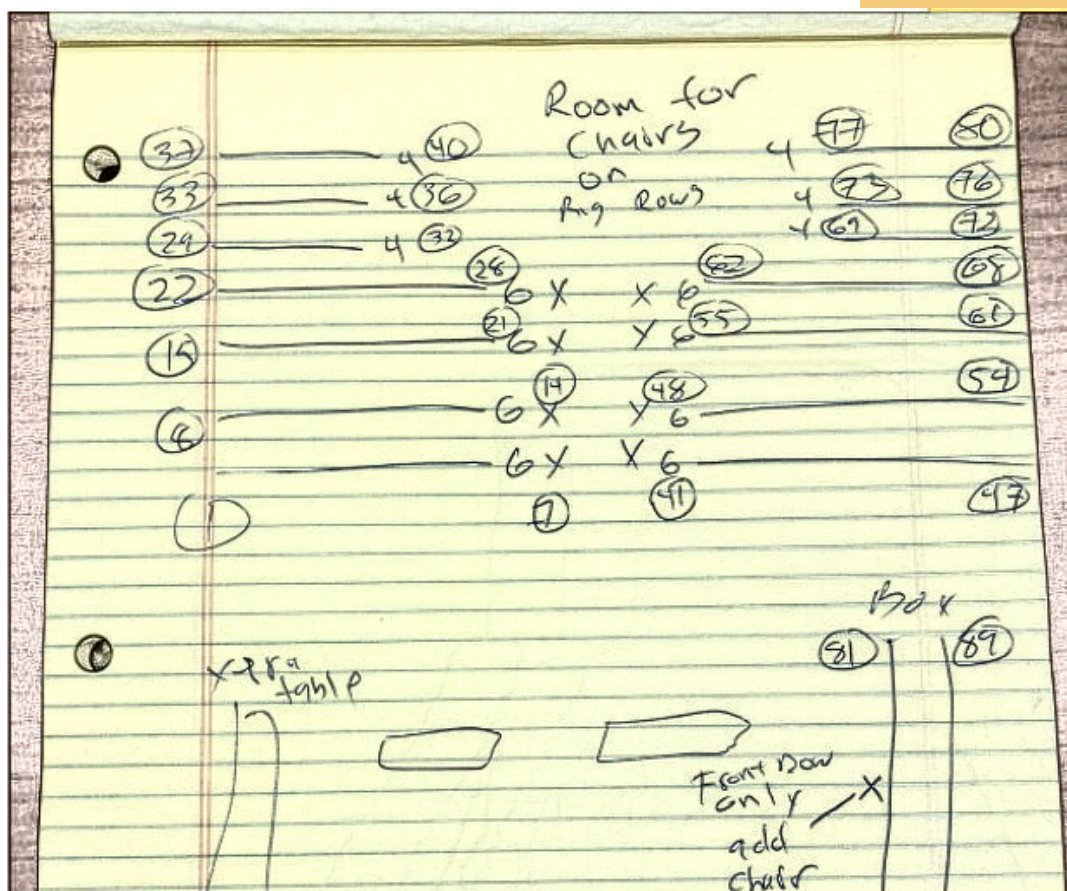 Room for
Chairs
on
Big Rows
37 4 40 4 77 80
33 4 36 4 73 76
29 4 32 4 69 72
22 28 6 X X 6 62 68
15 21 6 X X 6 55 61
8 6 14 X X 48 6 54
6 X X 6
1 7 41 47
Box
81 89
Xtra
table
Front Row
only X
add
chair